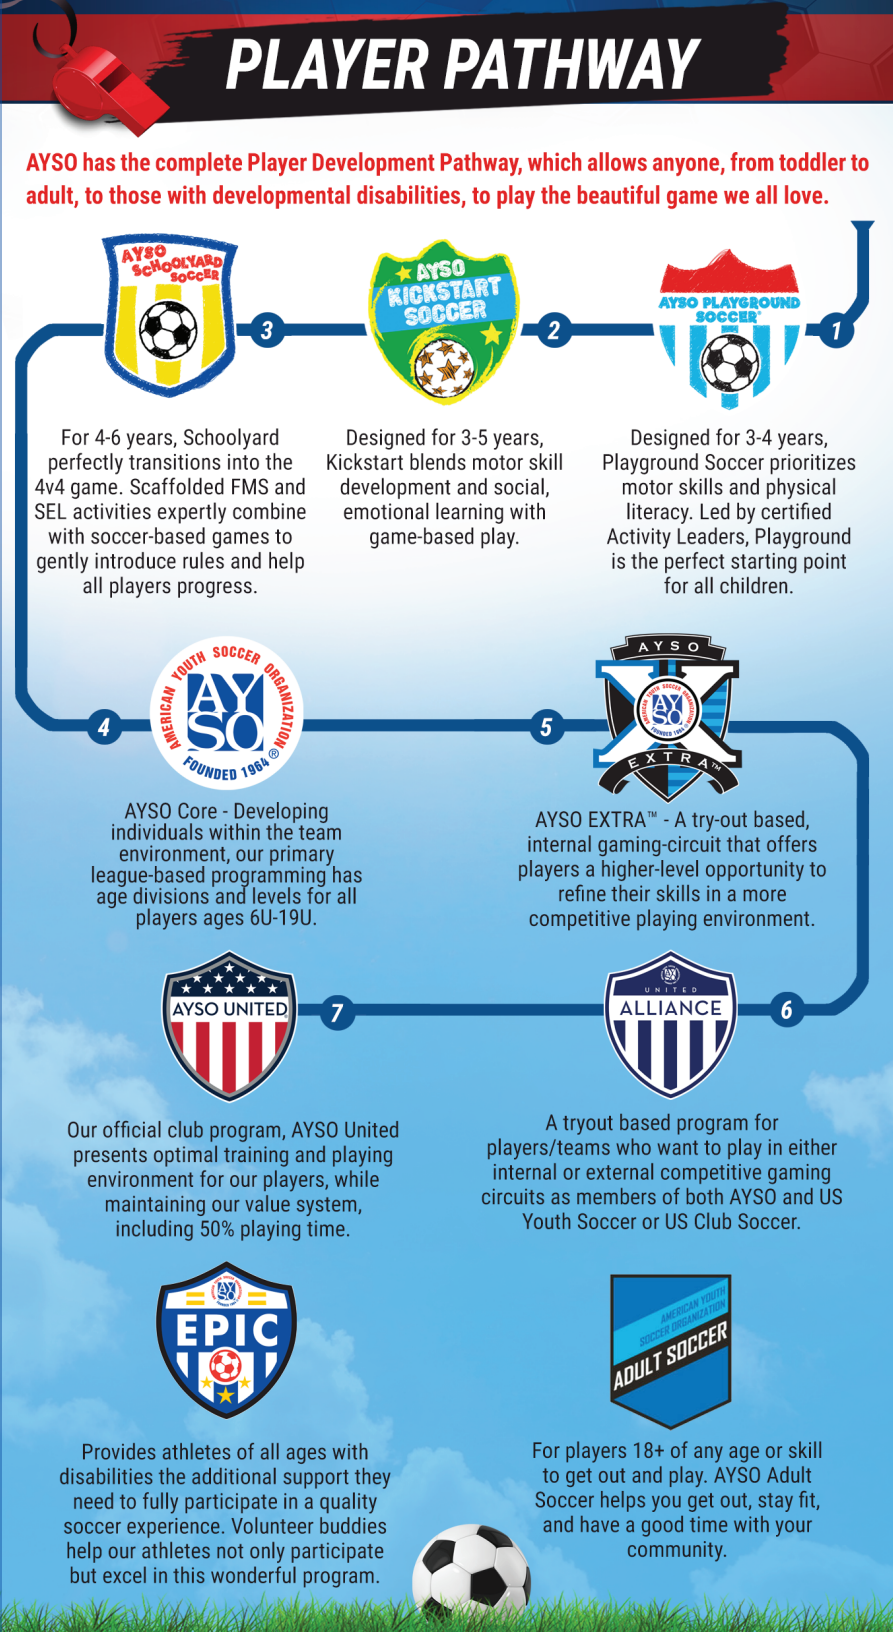 PLAYER PATHWAY
AYSO has the complete Player Development Pathway, which allows anyone, from toddler to
adult, to those with developmental disabilities, to play the beautiful game we all love.
AYSO PLAYGROUND
SOCCER®
1
Designed for 3-4 years,
Playground Soccer prioritizes
motor skills and physical
literacy. Led by certified
Activity Leaders, Playground
is the perfect starting point
for all children.
AYSO
KICKSTART
SOCCER
2
Designed for 3-5 years,
Kickstart blends motor skill
development and social,
emotional learning with
game-based play.
AYSO
SCHOOLYARD
SOCCER
3
For 4-6 years, Schoolyard
perfectly transitions into the
4v4 game. Scaffolded FMS and
SEL activities expertly combine
with soccer-based games to
gently introduce rules and help
all players progress.
4
AMERICAN YOUTH SOCCER ORGANIZATION
AY
SO
®
FOUNDED 1964
AYSO Core - Developing
individuals within the team
environment, our primary
league-based programming has
age divisions and levels for all
players ages 6U-19U.
5
AYSO
AMERICAN YOUTH SOCCER ORGANIZATION
AY
SO
FOUNDED 1964
EXTRA™
AYSO EXTRA™ - A try-out based,
internal gaming-circuit that offers
players a higher-level opportunity to
refine their skills in a more
competitive playing environment.
6
UNITED
ALLIANCE
A tryout based program for
players/teams who want to play in either
internal or external competitive gaming
circuits as members of both AYSO and US
Youth Soccer or US Club Soccer.
7
AYSO UNITED
Our official club program, AYSO United
presents optimal training and playing
environment for our players, while
maintaining our value system,
including 50% playing time.
AY
SO
EPIC
Provides athletes of all ages with
disabilities the additional support they
need to fully participate in a quality
soccer experience. Volunteer buddies
help our athletes not only participate
but excel in this wonderful program.
AMERICAN YOUTH
SOCCER ORGANIZATION
ADULT SOCCER
For players 18+ of any age or skill
to get out and play. AYSO Adult
Soccer helps you get out, stay fit,
and have a good time with your
community.